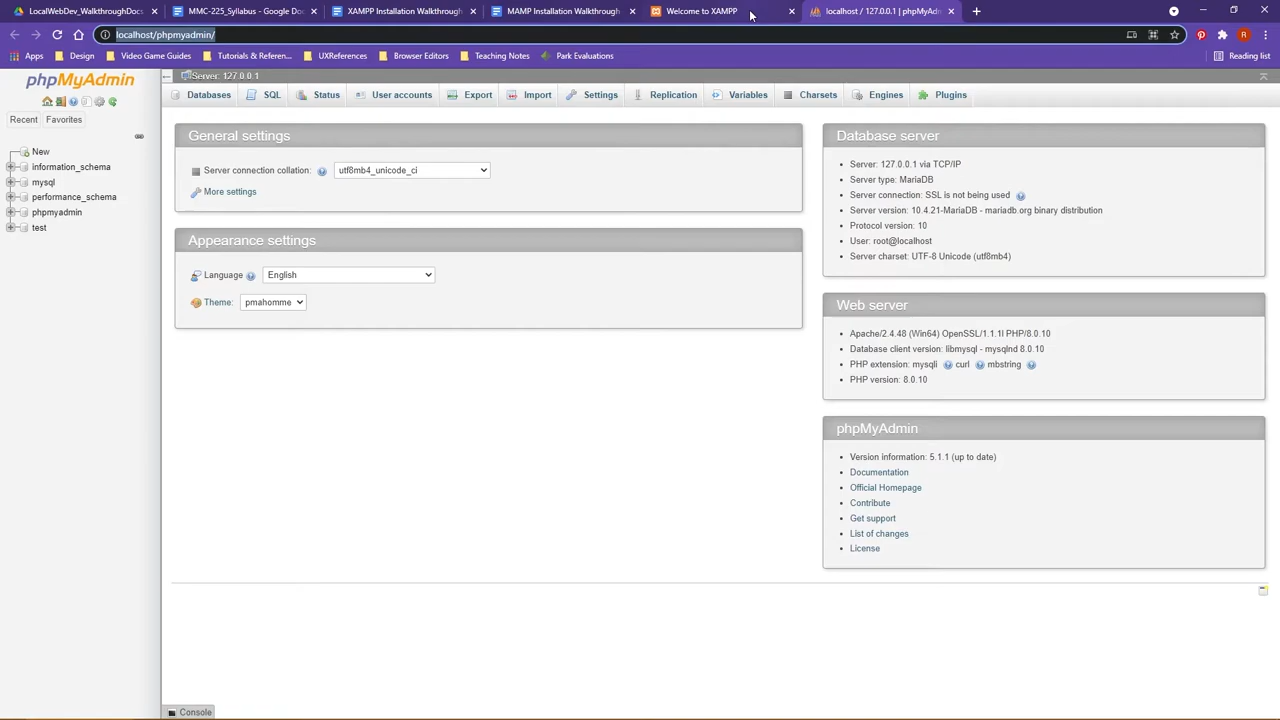 LocalWebDev_WalkthroughDocs
MMC-225_Syllabus - Google Do
XAMPP Installation Walkthrough
MAMP Installation Walkthrough
Welcome to XAMPP
localhost / 127.0.0.1 | phpMyAdm
localhost/phpmyadmin/
R
Apps
Design
Video Game Guides
Tutorials & Referen...
UXReferences
Browser Editors
Teaching Notes
Park Evaluations
Reading list
phpMyAdmin
Recent
Favorites
New
information_schema
mysql
performance_schema
phpmyadmin
test
Server: 127.0.0.1
Databases
SQL
Status
User accounts
Export
Import
Settings
Replication
Variables
Charsets
Engines
Plugins
General settings
Server connection collation:
utf8mb4_unicode_ci
More settings
Appearance settings
Language
English
Theme:
pmahomme
Database server
Server: 127.0.0.1 via TCP/IP
Server type: MariaDB
Server connection: SSL is not being used
Server version: 10.4.21-MariaDB - mariadb.org binary distribution
Protocol version: 10
User: root@localhost
Server charset: UTF-8 Unicode (utf8mb4)
Web server
Apache/2.4.48 (Win64) OpenSSL/1.1.1l PHP/8.0.10
Database client version: libmysql - mysqlnd 8.0.10
PHP extension: mysqli curl mbstring
PHP version: 8.0.10
phpMyAdmin
Version information: 5.1.1 (up to date)
Documentation
Official Homepage
Contribute
Get support
List of changes
License
Console